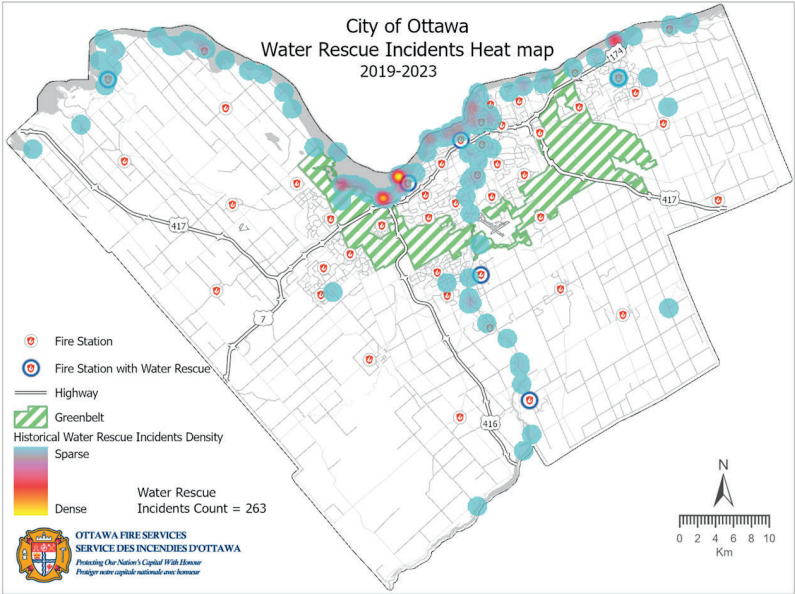 City of Ottawa
Water Rescue Incidents Heat map
2019-2023
174
417
417
7
416
Fire Station
Fire Station with Water Rescue
Highway
Greenbelt
Historical Water Rescue Incidents Density
Sparse
Dense
Water Rescue
Incidents Count = 263
OTTAWA FIRE SERVICES
SERVICE DES INCENDIES D'OTTAWA
Protecting Our Nation's Capital With Honour
Protéger notre capitale nationale avec honneur
N
0 2 4 6 8 10
Km